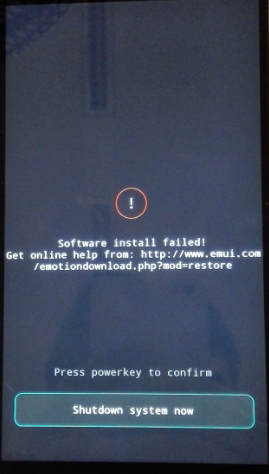 !
Software install failed!
Get online help from: http://www.emui.com
/emotiondownload.php?mod=restore
Press powerkey to confirm
Shutdown system now